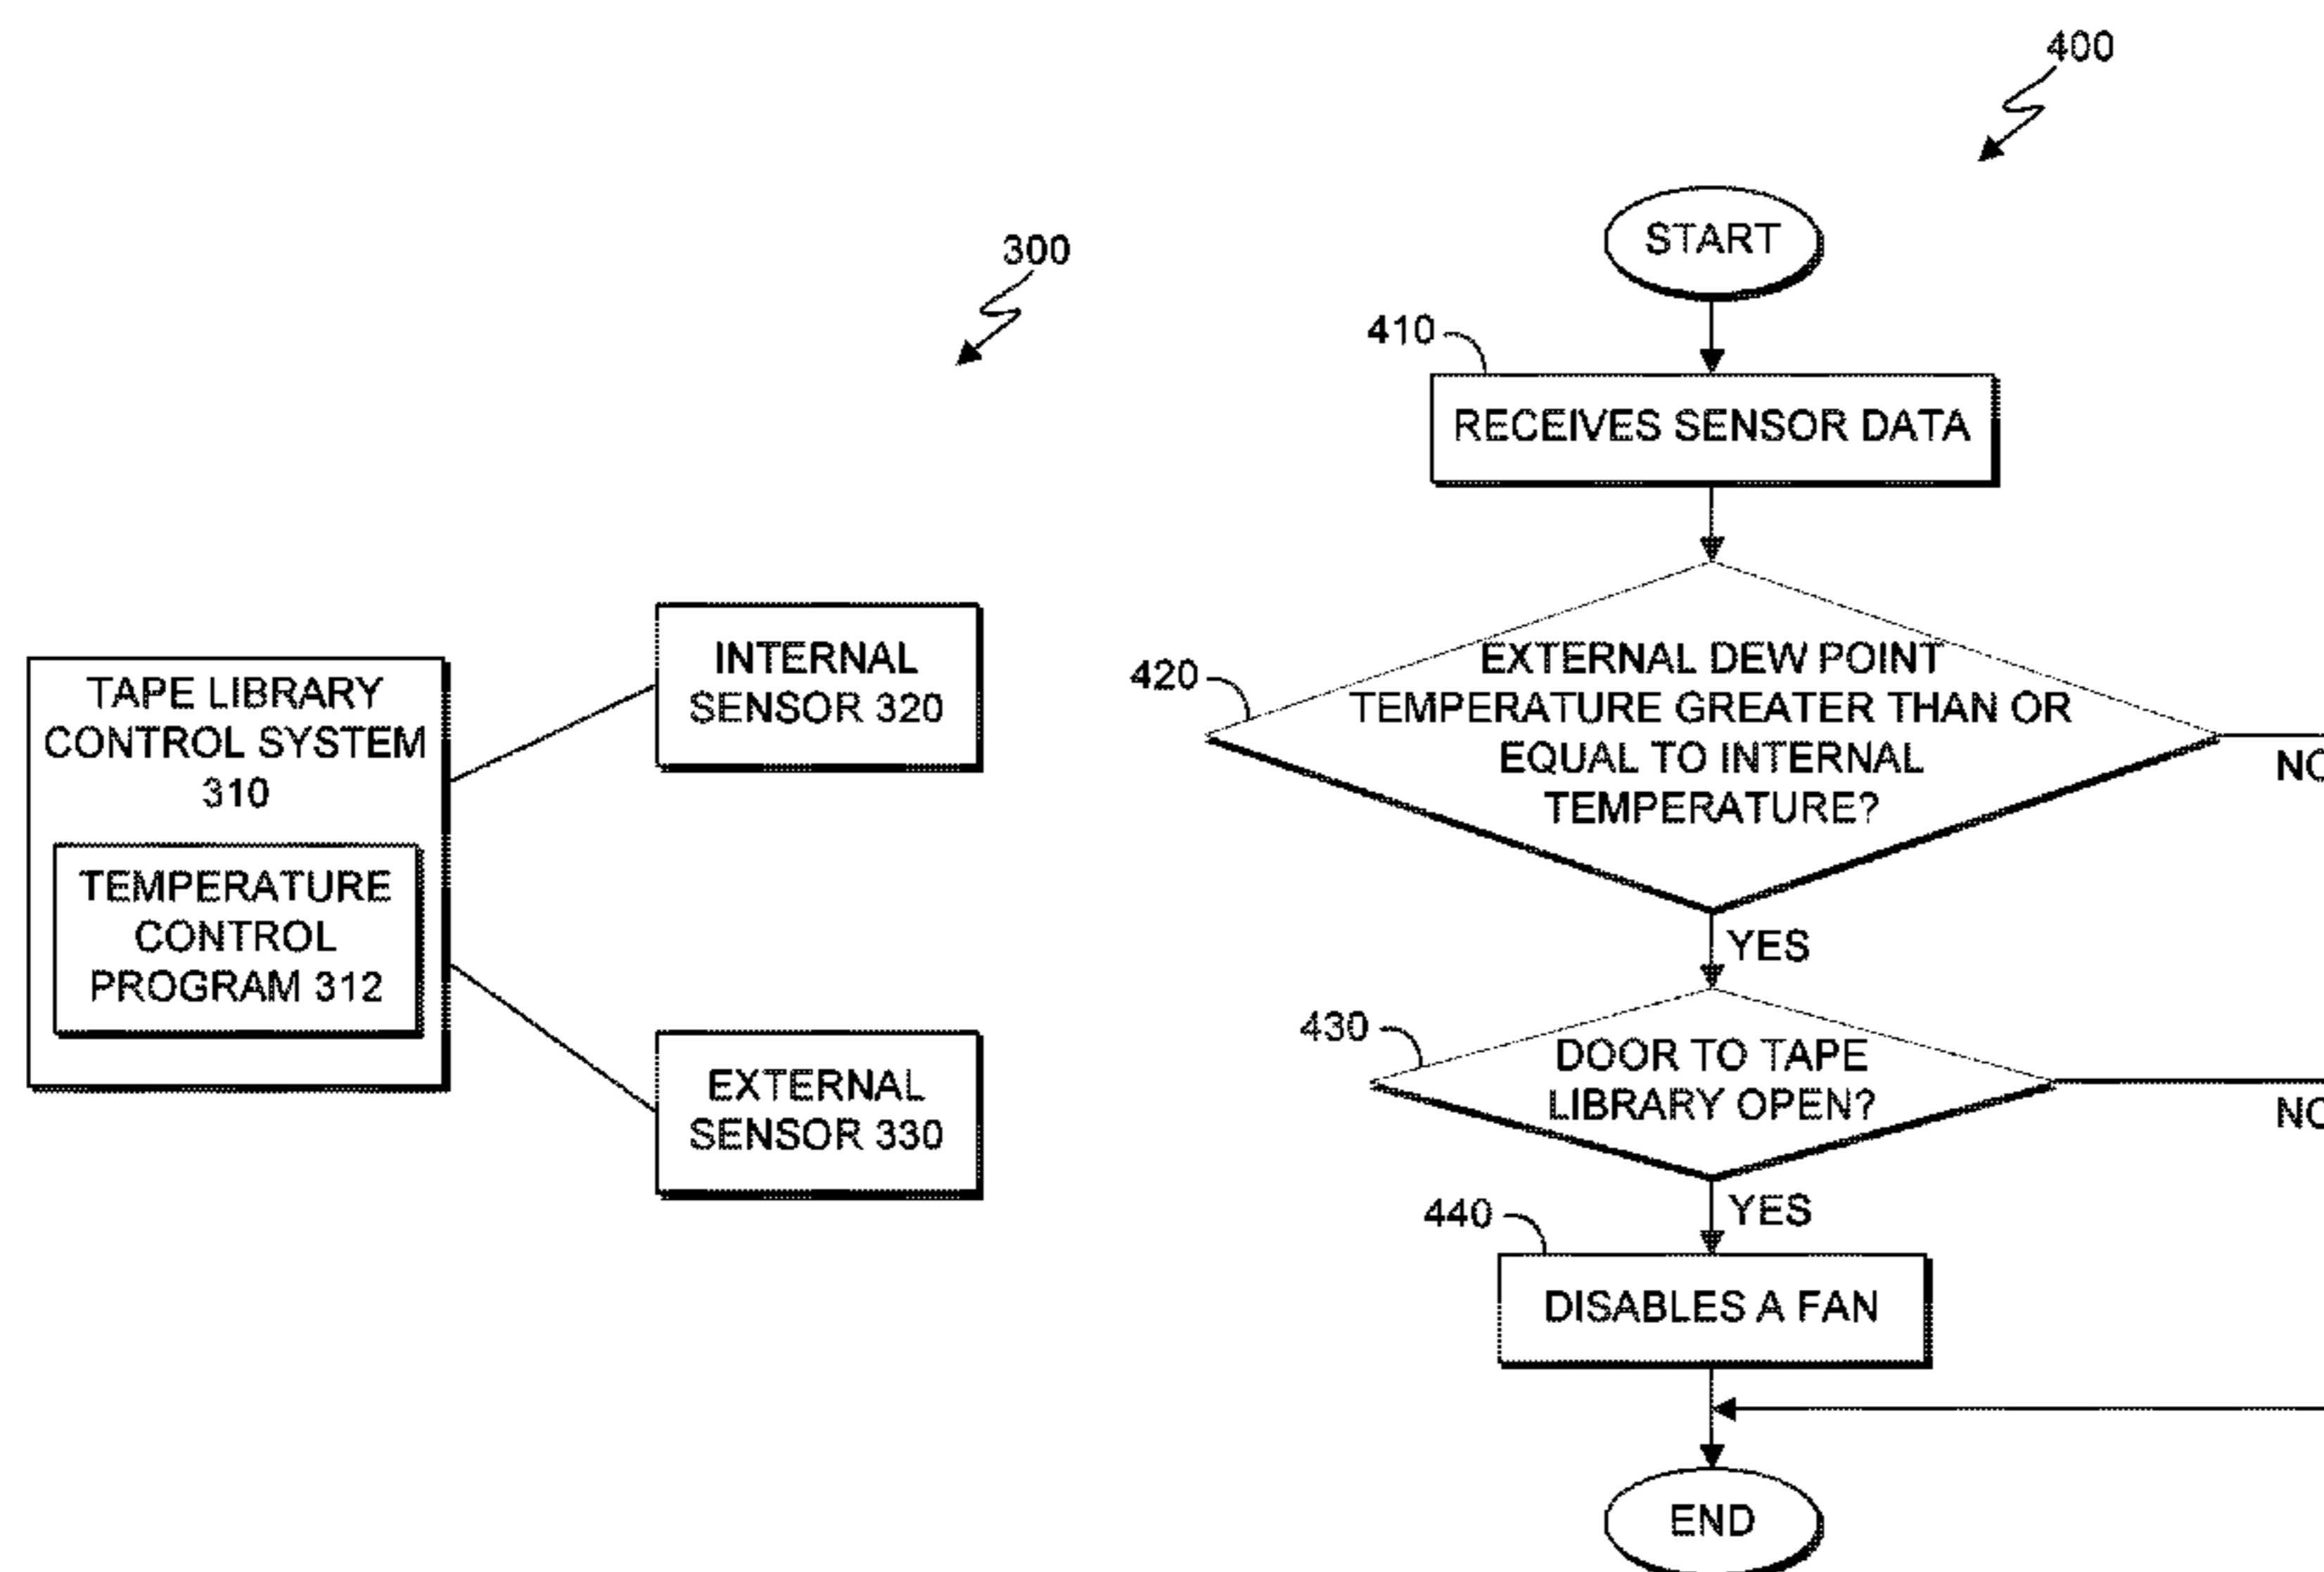 300
TAPE LIBRARY
CONTROL SYSTEM
310
TEMPERATURE
CONTROL
PROGRAM 312
INTERNAL
SENSOR 320
EXTERNAL
SENSOR 330
400
START
410
RECEIVES SENSOR DATA
420
EXTERNAL DEW POINT
TEMPERATURE GREATER THAN OR
EQUAL TO INTERNAL
TEMPERATURE?
NO
YES
430
DOOR TO TAPE
LIBRARY OPEN?
NO
YES
440
DISABLES A FAN
END